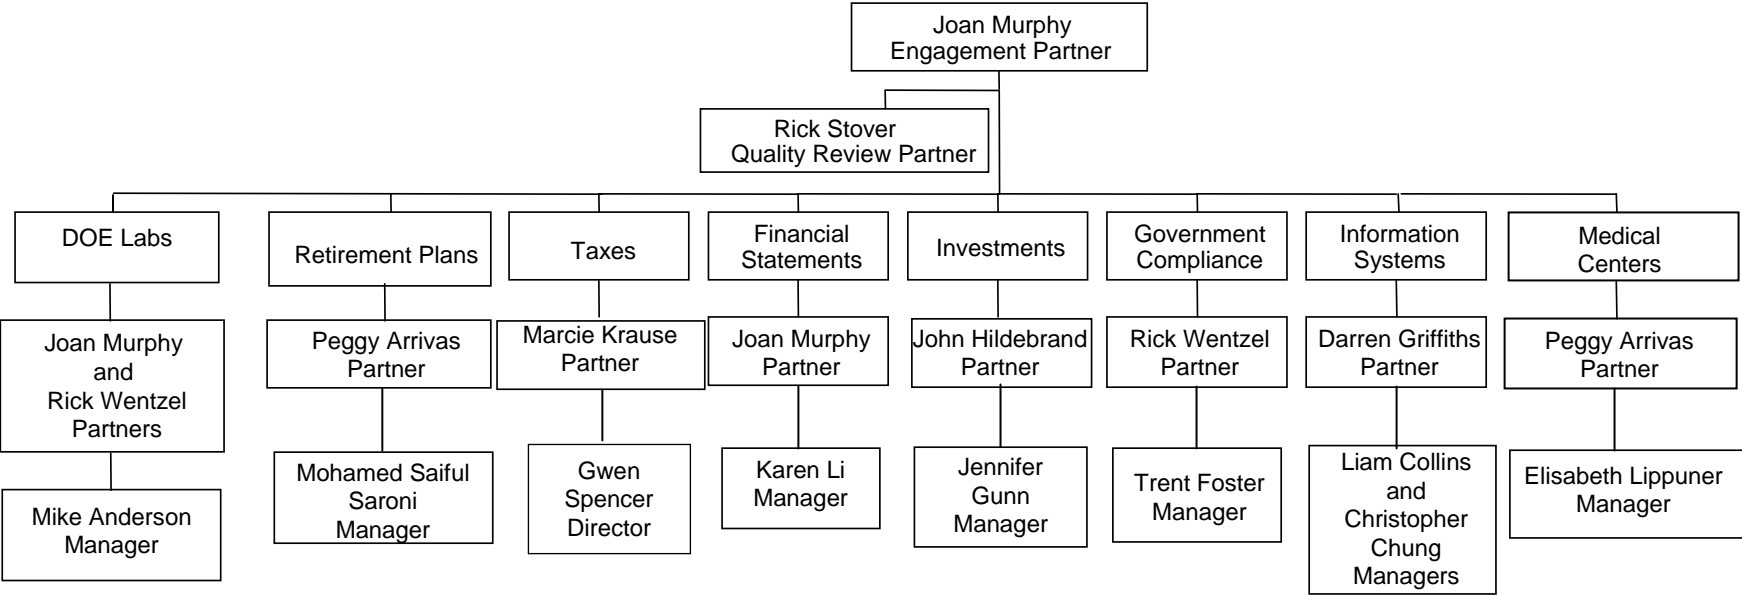 Joan Murphy
Engagement Partner
Rick Stover
Quality Review Partner
DOE Labs
Retirement Plans
Taxes
Financial
Statements
Investments
Government
Compliance
Information
Systems
Medical
Centers
Joan Murphy
and
Rick Wentzel
Partners
Peggy Arrivas
Partner
Marcie Krause
Partner
Joan Murphy
Partner
John Hildebrand
Partner
Rick Wentzel
Partner
Darren Griffiths
Partner
Peggy Arrivas
Partner
Mike Anderson
Manager
Mohamed Saiful
Saroni
Manager
Gwen
Spencer
Director
Karen Li
Manager
Jennifer
Gunn
Manager
Trent Foster
Manager
Liam Collins
and
Christopher
Chung
Managers
Elisabeth Lippuner
Manager